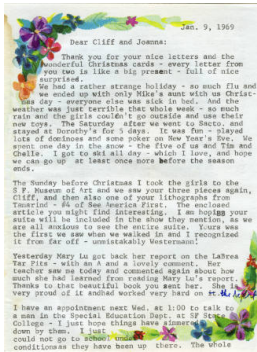 Jan. 9, 1969
Dear Cliff and Joanna:
Thank you for your nice letters and the
wonderful Christmas cards - every letter from
you two is like a big present - full of nice
surprises.
We had a rather strange holiday - so much flu and
we ended up with only Mike's aunt with us Christ-
mas day - everyone else was sick in bed. And the
weather was just terrible that whole week - so much
rain and the girls couldn't go outside and use their
new toys. The Saturday after we went to Sacto. and
stayed at Dorothy's for 5 days. It was fun - played
lots of dominoes and some poker on New Year's Eve. We
spent one day in the snow - the five of us and Tim and
Chelle. I got to ski all day - which I love, and hope
we can go up at least once more before the season
ends.
The Sunday before Christmas I took the girls to the
S F. Museum of Art and we saw your three pieces again,
Cliff, and then also one of your lithographs from
Tamarind - #4 of See America First. The enclosed
article you might find interesting. I am hoping your
suite will be included in the show they mention, as we
are all anxious to see the entire suite. Yours was
the first we saw when we walked in and I recognized
it from far off - unmistakably Westermann!
Yesterday Mary Lu got back her report on the LaBrea
Tar Pits - with an A and a lovely comment. Her
teacher saw me today and commented again about how
much she had learned from reading Mary Lu's report.
Thanks to that beautiful book you sent her. She is
very proud of it and had worked very hard
I have an appointment next Wed. at 1:00 to talk to
a man in the Special Education Dept. at SF State
College - I just hope things have simmered
down by then. I just
could not go to school under
conditions as they have been up there. The whole